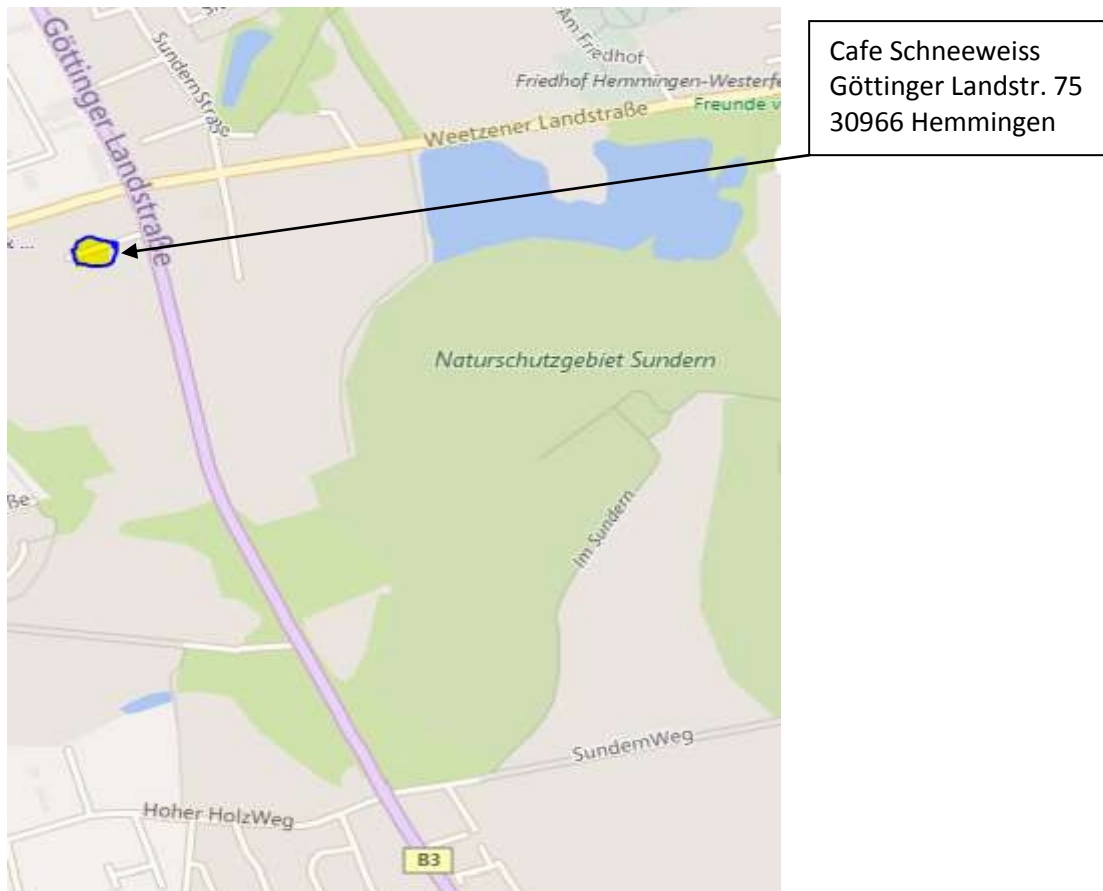 Göttinger Landstraße
SundernStraße
Am Friedhof
Friedhof Hemmingen-Westerfe
Freunde v
Weetzener Landstraße
Cafe Schneeweiss
Göttinger Landstr. 75
30966 Hemmingen
Naturschutzgebiet Sundern
Im Sundern
ße
SundernWeg
Hoher HolzWeg
B3